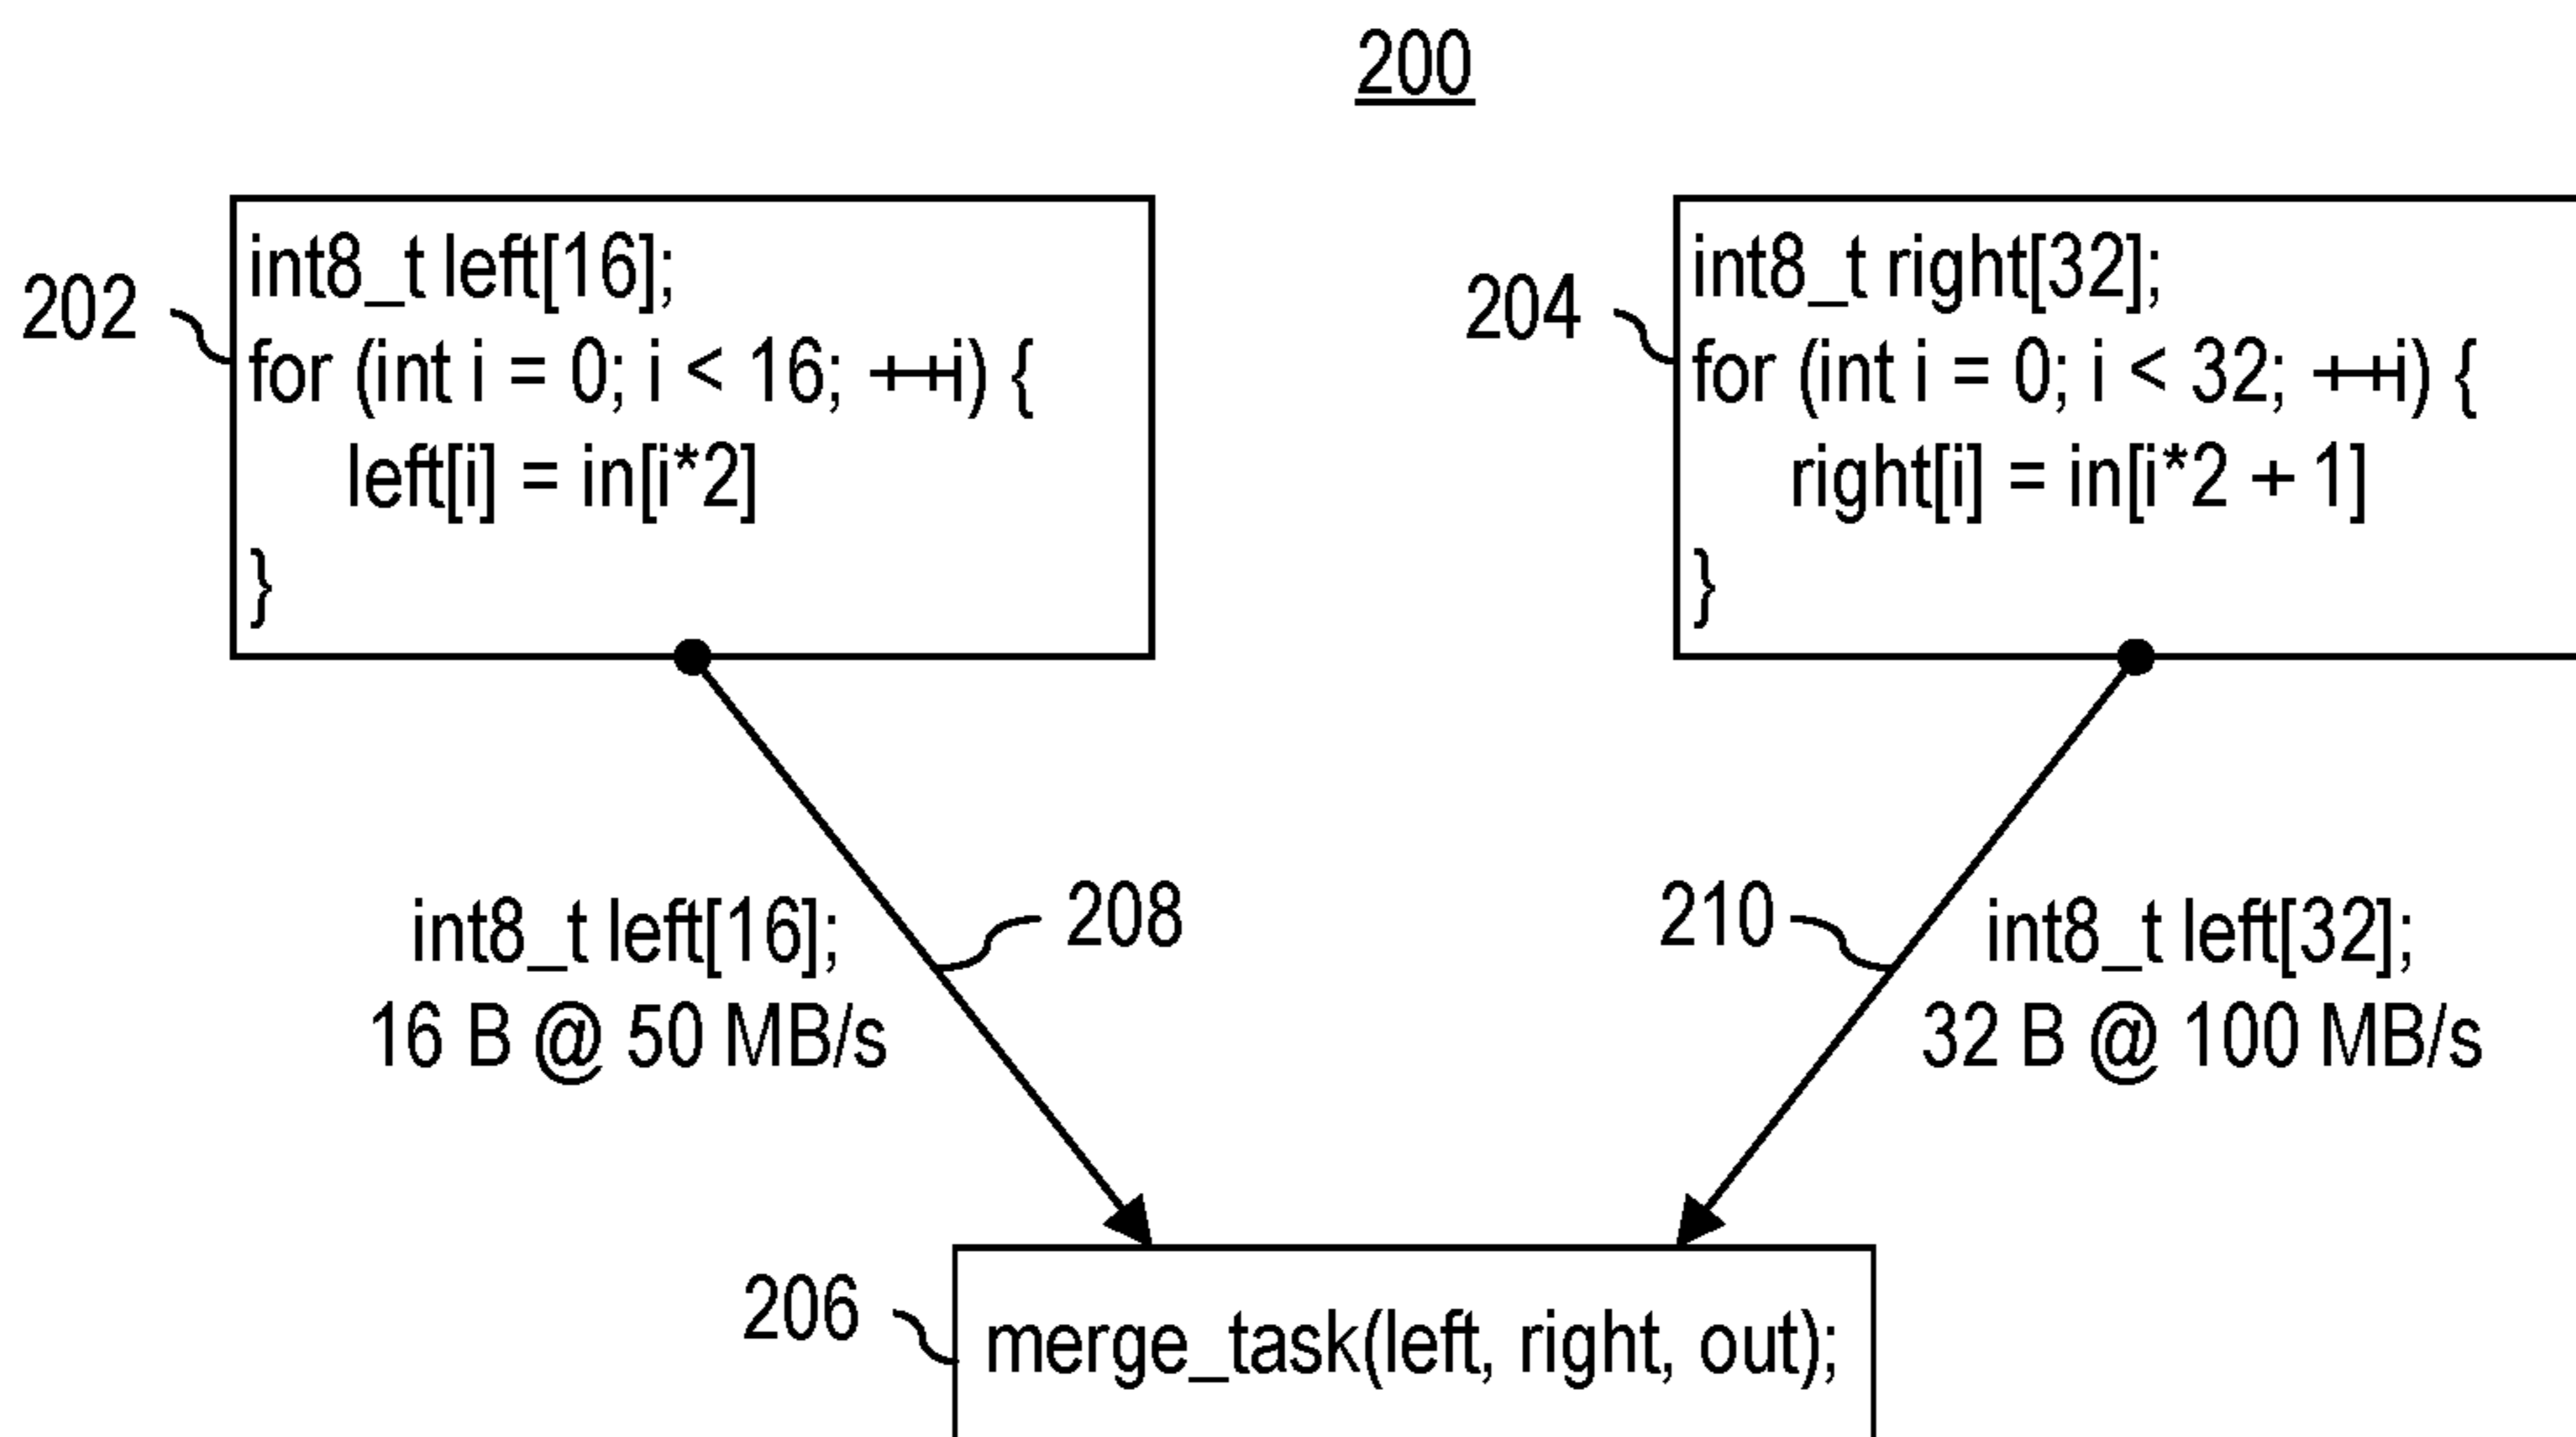 200
202
int8_t left[16];
for (int i = 0; i < 16; ++i) {
left[i] = in[i*2]
}
204
int8_t right[32];
for (int i = 0; i < 32; ++i) {
right[i] = in[i*2 + 1]
}
int8_t left[16];
16 B @ 50 MB/s
208
210
int8_t left[32];
32 B @ 100 MB/s
206
merge_task(left, right, out);